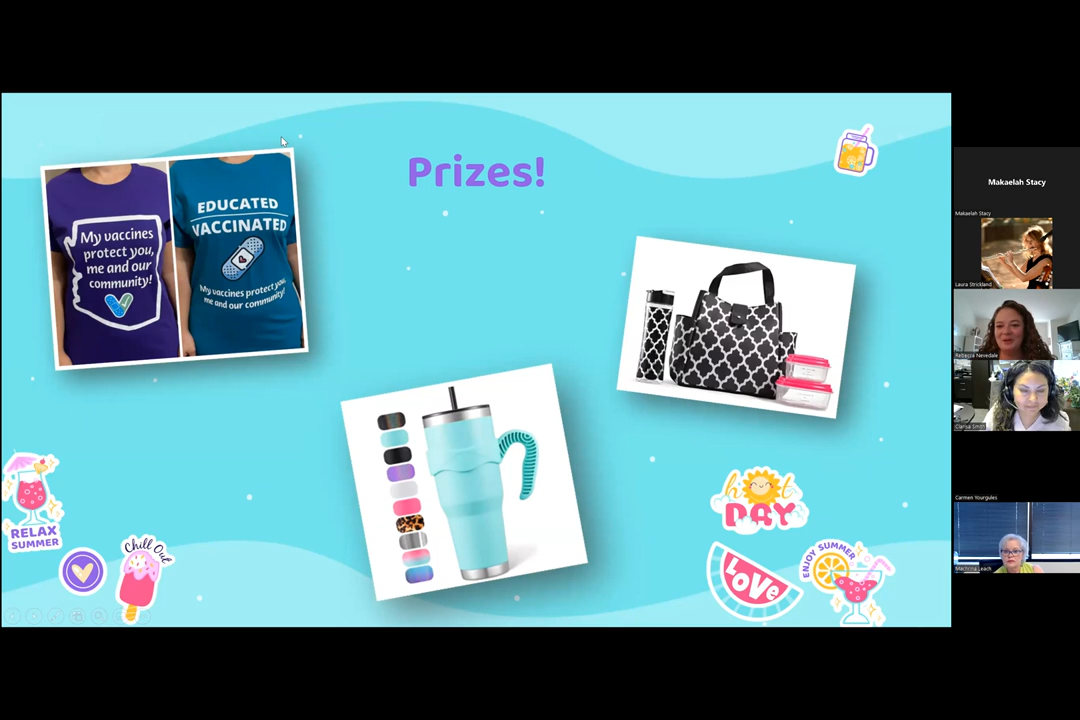 Prizes!
My vaccines
protect you,
me and our
community!
EDUCATED
VACCINATED
My vaccines protect you,
me and our community!
RELAX
SUMMER
Chill Out
hot
DAY
LOVe
ENJOY SUMMER
Makaelah Stacy
Makaelah Stacy
Laura Strickland
Rebecca Nevedale
Clarisa Smith
Carmen Yourgules
Machrina Leach